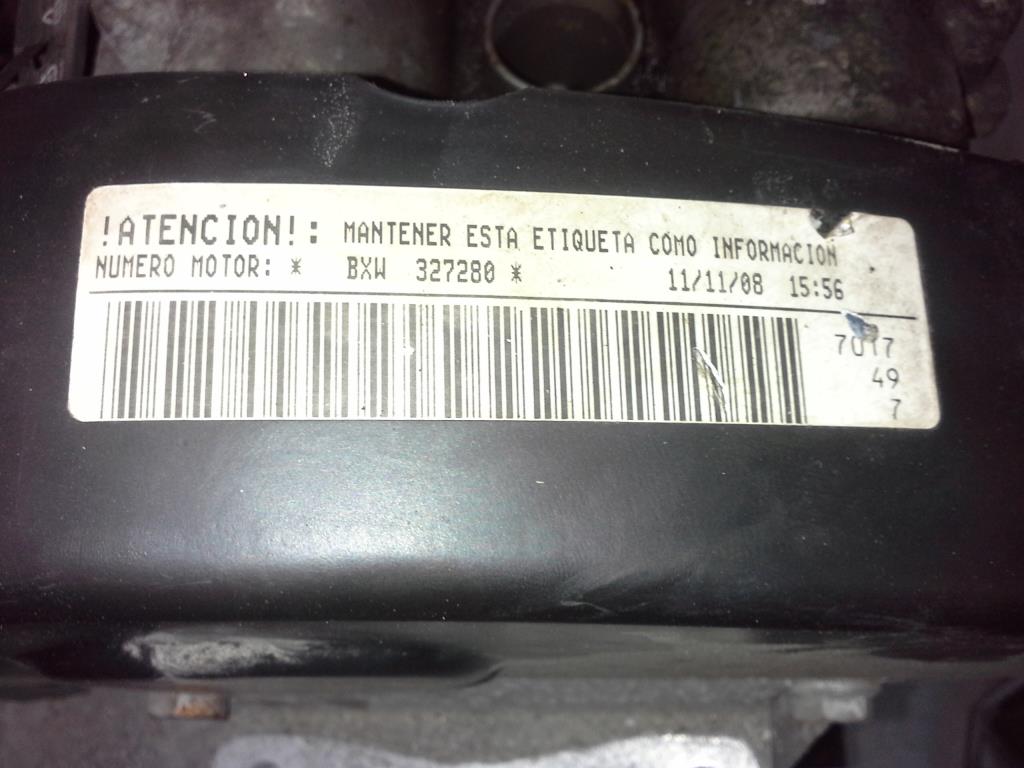 !ATENCION!: MANTENER ESTA ETIQUETA COMO INFORMACION
NUMERO MOTOR: * BXW 327280 * 11/11/08 15:56
7017
49
7